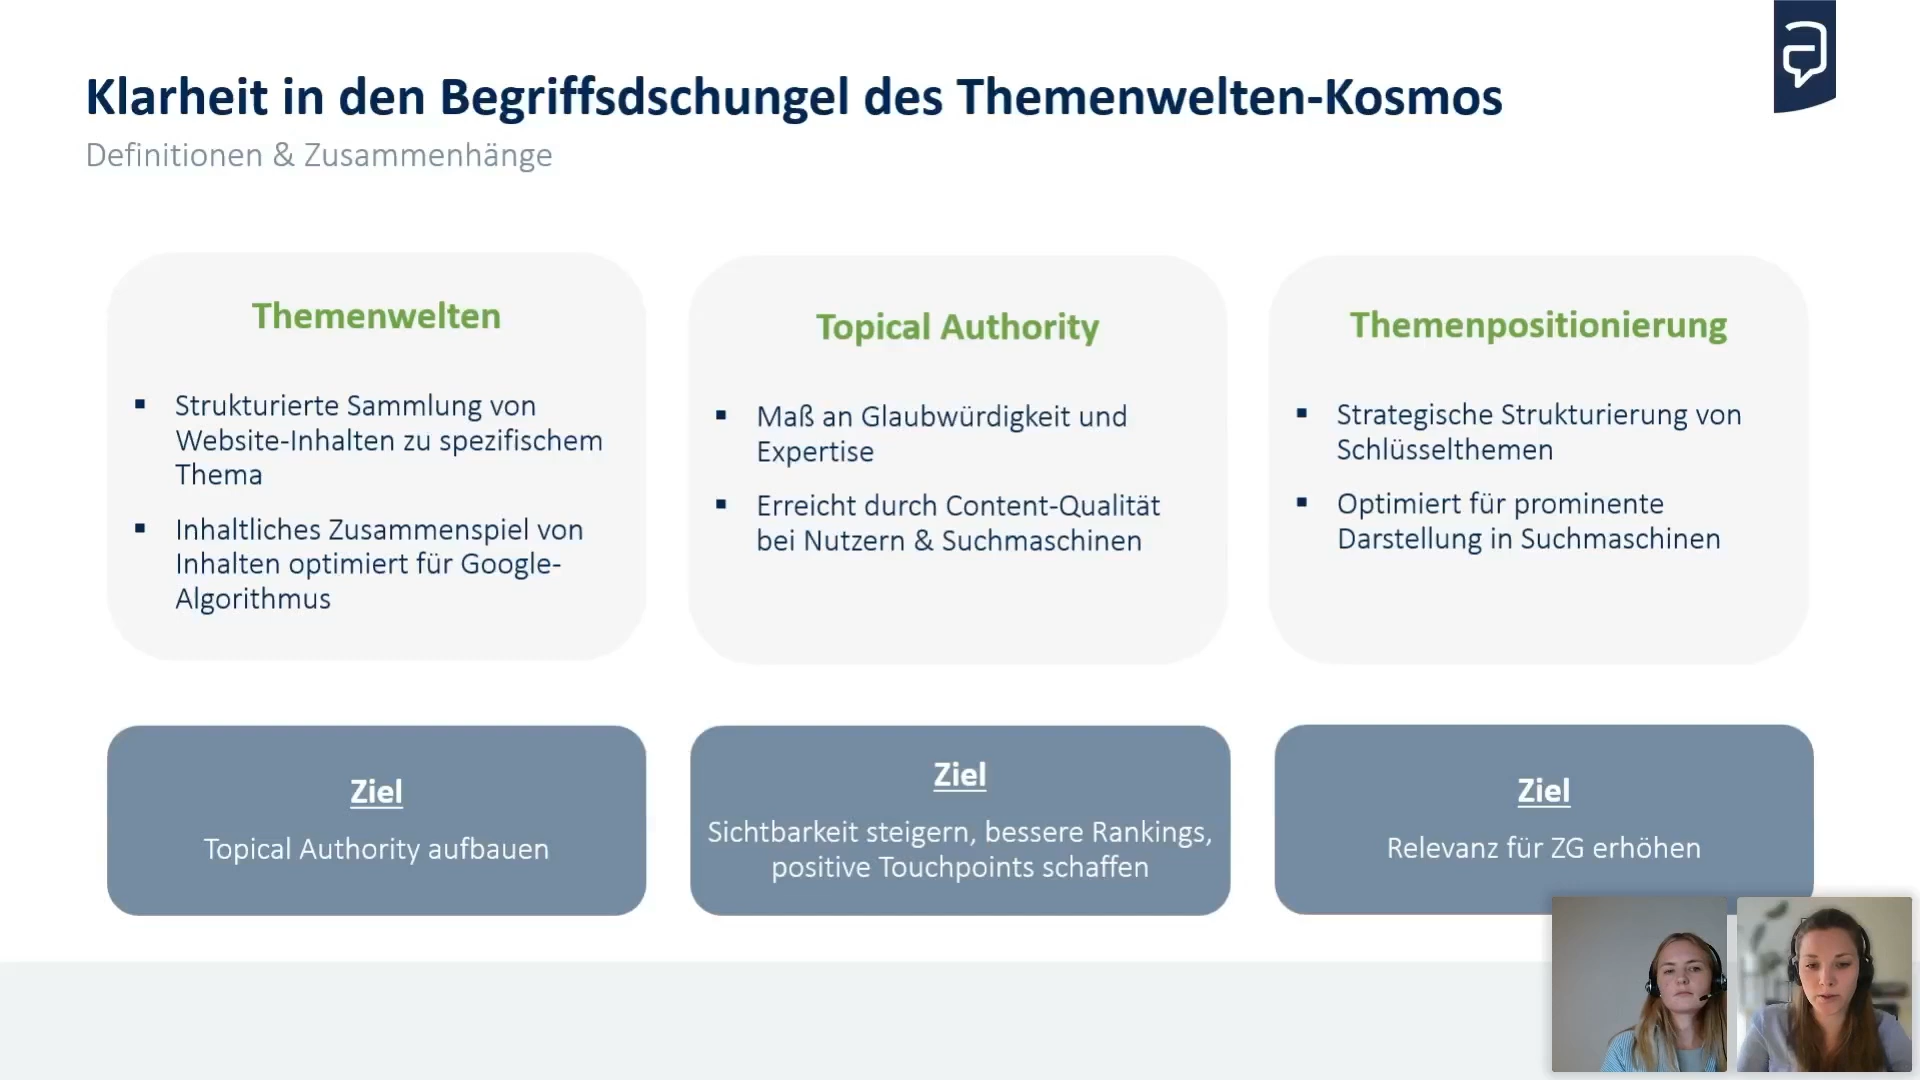 Klarheit in den Begriffsdschungel des Themenwelten-Kosmos
Definitionen & Zusammenhänge
Themenwelten
▪ Strukturierte Sammlung von
Website-Inhalten zu spezifischem
Thema
▪ Inhaltliches Zusammenspiel von
Inhalten optimiert für Google-
Algorithmus
Topical Authority
▪ Maß an Glaubwürdigkeit und
Expertise
▪ Erreicht durch Content-Qualität
bei Nutzern & Suchmaschinen
Themenpositionierung
▪ Strategische Strukturierung von
Schlüsselthemen
▪ Optimiert für prominente
Darstellung in Suchmaschinen
Ziel
Topical Authority aufbauen
Ziel
Sichtbarkeit steigern, bessere Rankings,
positive Touchpoints schaffen
Ziel
Relevanz für ZG erhöhen